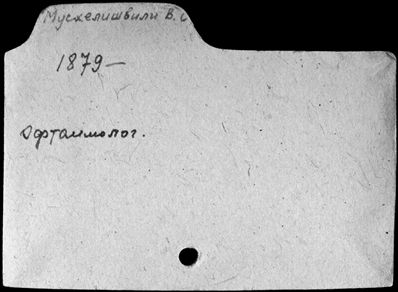 Мусхелишвили В. С
1879 —
Офтальмолог.